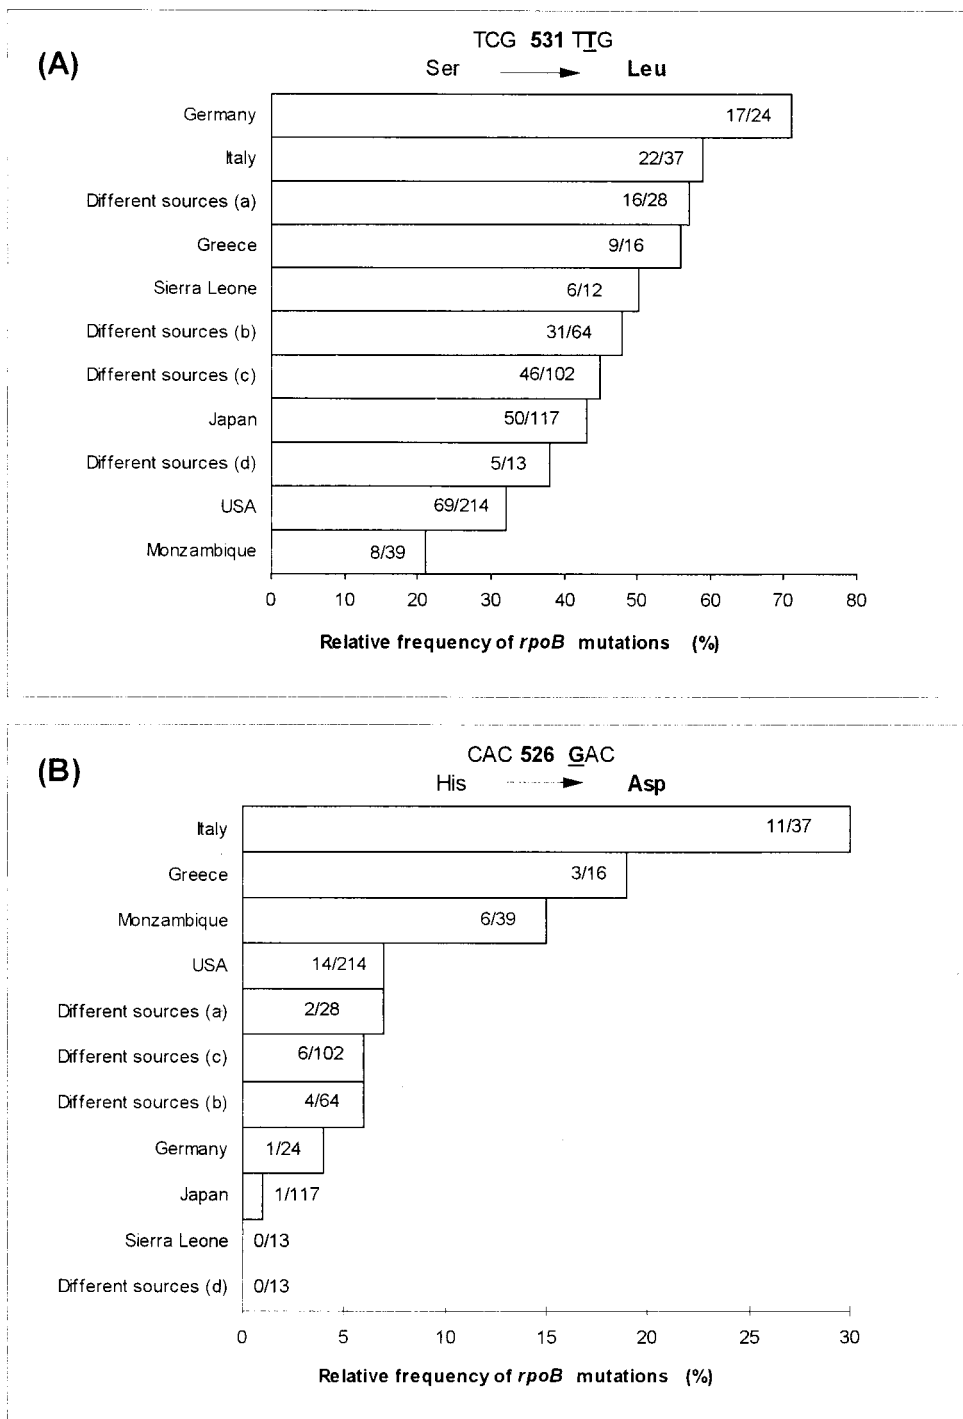 (A)
TCG 531 TTG
Ser Leu
Germany 17/24
Italy 22/37
Different sources (a) 16/28
Greece 9/16
Sierra Leone 6/12
Different sources (b) 31/64
Different sources (c) 46/102
Japan 50/117
Different sources (d) 5/13
USA 69/214
Monzambique 8/39
0 10 20 30 40 50 60 70 80
Relative frequency of rpoB mutations (%)
(B)
CAC 526 GAC
His Asp
Italy 11/37
Greece 3/16
Monzambique 6/39
USA 14/214
Different sources (a) 2/28
Different sources (c) 6/102
Different sources (b) 4/64
Germany 1/24
Japan 1/117
Sierra Leone 0/13
Different sources (d) 0/13
0 5 10 15 20 25 30
Relative frequency of rpoB mutations (%)